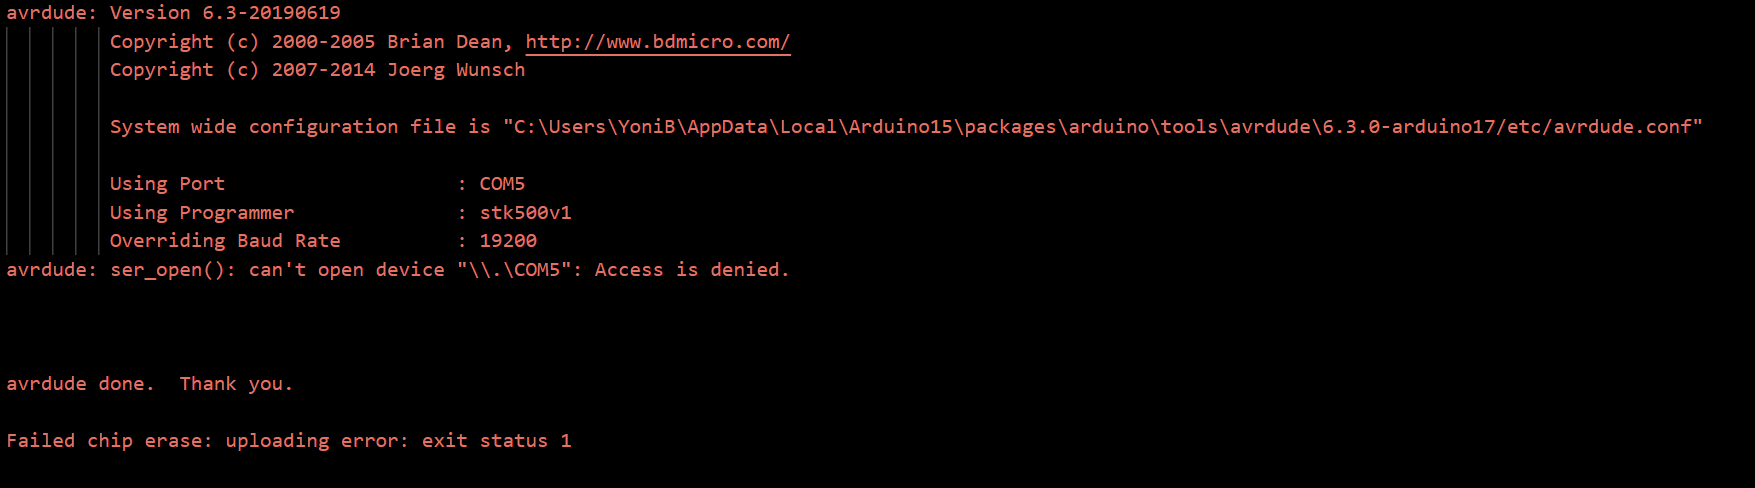 avrdude: Version 6.3-20190619
Copyright (c) 2000-2005 Brian Dean, http://www.bdmicro.com/
Copyright (c) 2007-2014 Joerg Wunsch
System wide configuration file is "C:\Users\YoniB\AppData\Local\Arduino15\packages\arduino\tools\avrdude\6.3.0-arduino17/etc/avrdude.conf"
Using Port                    : COM5
Using Programmer              : stk500v1
Overriding Baud Rate          : 19200
avrdude: ser_open(): can't open device "\\.\COM5": Access is denied.
avrdude done.  Thank you.
Failed chip erase: uploading error: exit status 1